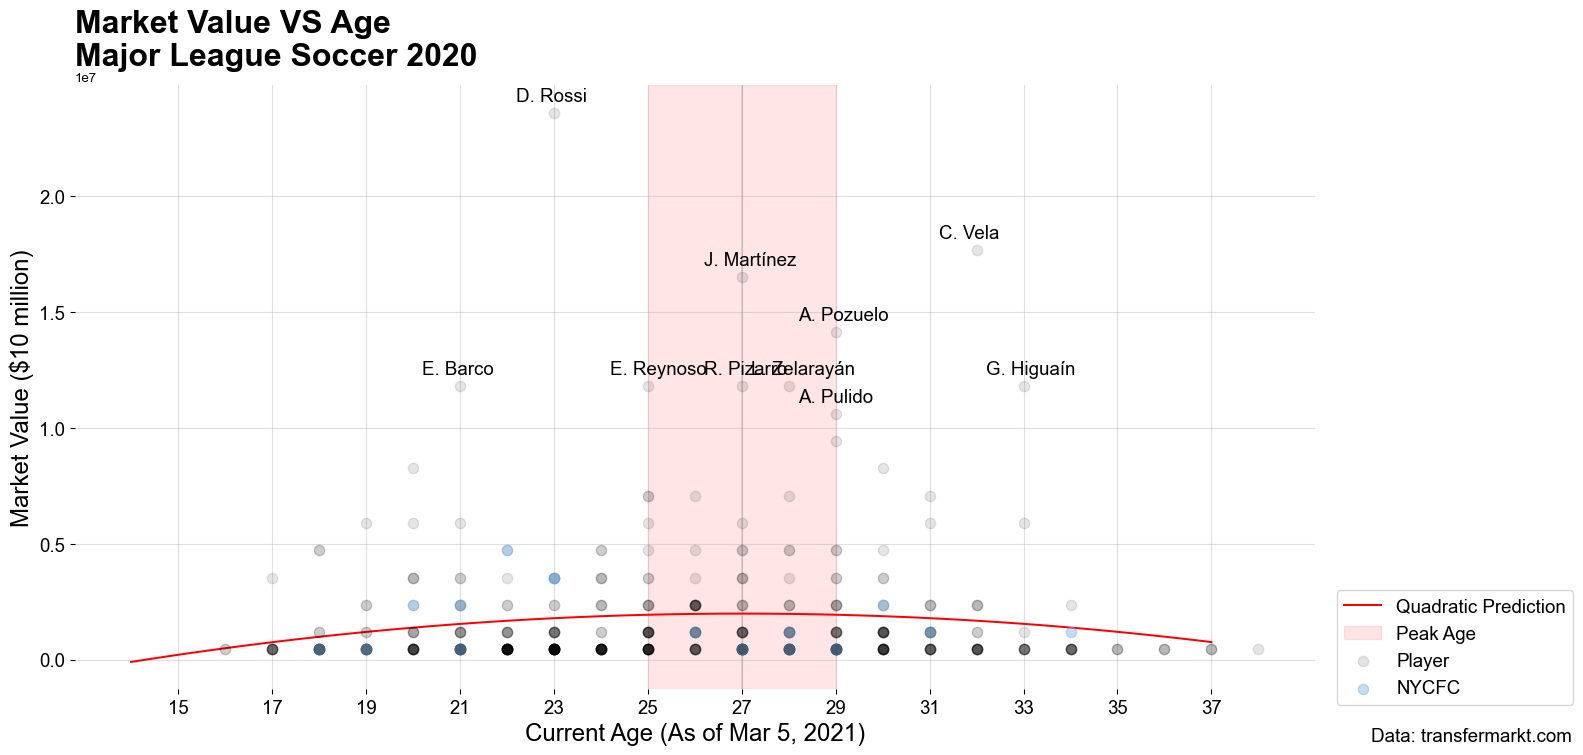 Market Value VS Age
Major League Soccer 2020
1e7
D. Rossi
2.0
C. Vela
J. Martínez
1.5
A. Pozuelo
E. Barco
E. Reynoso
R. Pizarro
L. Zelarayán
G. Higuaín
A. Pulido
1.0
0.5
0.0
Market Value ($10 million)
15 17 19 21 23 25 27 29 31 33 35 37
Current Age (As of Mar 5, 2021)
Quadratic Prediction
Peak Age
Player
NYCFC
Data: transfermarkt.com